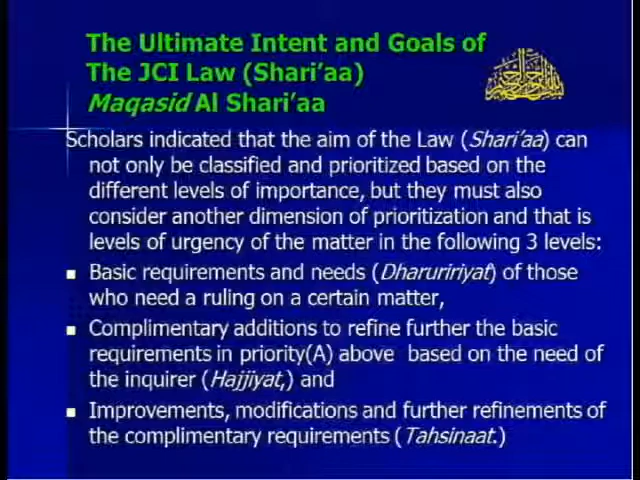 The Ultimate Intent and Goals of
The JCI Law (Shari’aa)
Maqasid Al Shari’aa
Scholars indicated that the aim of the Law (Shari’aa) can
not only be classified and prioritized based on the
different levels of importance, but they must also
consider another dimension of prioritization and that is
levels of urgency of the matter in the following 3 levels:
Basic requirements and needs (Dharuririyat) of those
who need a ruling on a certain matter,
Complimentary additions to refine further the basic
requirements in priority(A) above based on the need of
the inquirer (Hajjiyat,) and
Improvements, modifications and further refinements of
the complimentary requirements (Tahsinaat.)